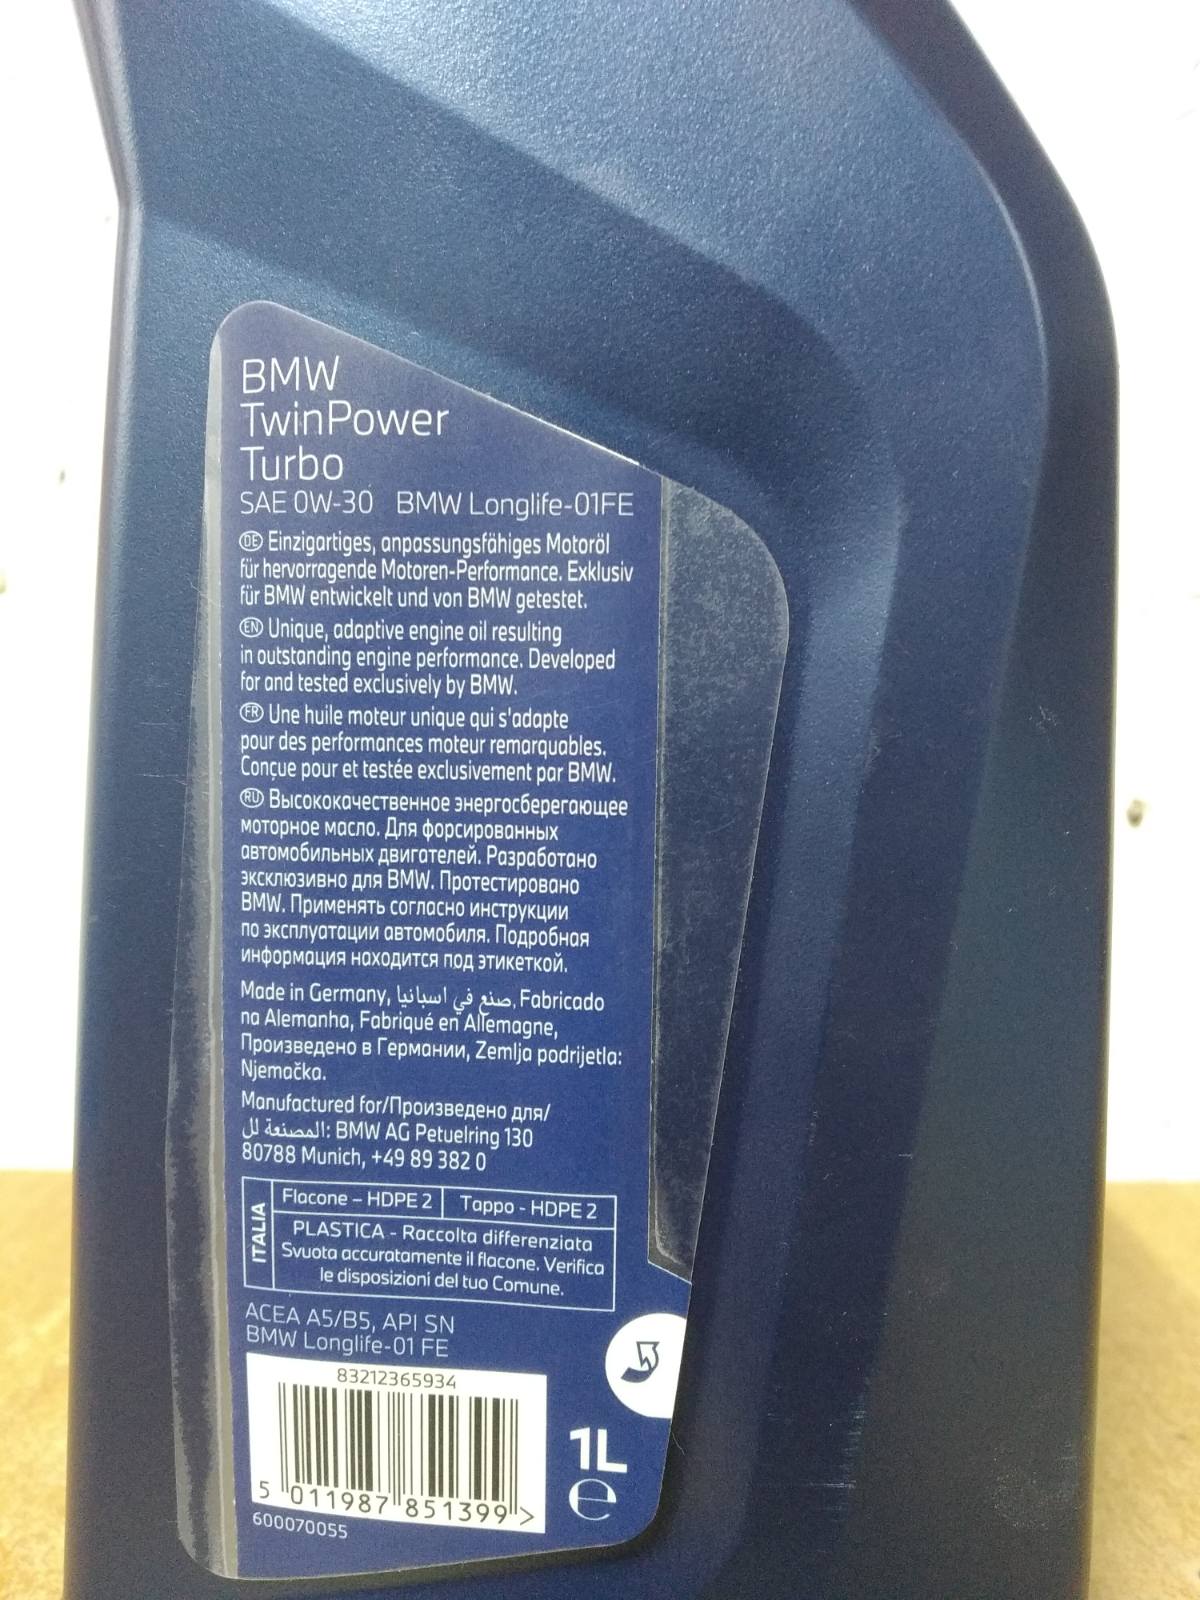 BMW
TwinPower
Turbo
SAE 0W-30 BMW Longlife-01FE
DE Einzigartiges, anpassungsfähiges Motoröl
für hervorragende Motoren-Performance. Exklusiv
für BMW entwickelt und von BMW getestet.
EN Unique, adaptive engine oil resulting
in outstanding engine performance. Developed
for and tested exclusively by BMW.
FR Une huile moteur unique qui s'adapte
pour des performances moteur remarquables.
Conçue pour et testée exclusivement par BMW.
RU Высококачественное энергосберегающее
моторное масло. Для форсированных
автомобильных двигателей. Разработано
эксклюзивно для BMW. Протестировано
BMW. Применять согласно инструкции
по эксплуатации автомобиля. Подробная
информация находится под этикеткой.
Made in Germany, صنع في اسبانيا, Fabricado
na Alemanha, Fabriqué en Allemagne,
Произведено в Германии, Zemlja podrijetla:
Njemačka.
Manufactured for/Произведено для/
المصنعة لل: BMW AG Petuelring 130
80788 Munich, +49 89 382 0
ITALIA
Flacone – HDPE 2 Tappo - HDPE 2
PLASTICA - Raccolta differenziata
Svuota accuratamente il flacone. Verifica
le disposizioni del tuo Comune.
ACEA A5/B5, API SN
BMW Longlife-01 FE
83212365934
5 011987 851399 >
600070055
1L
e